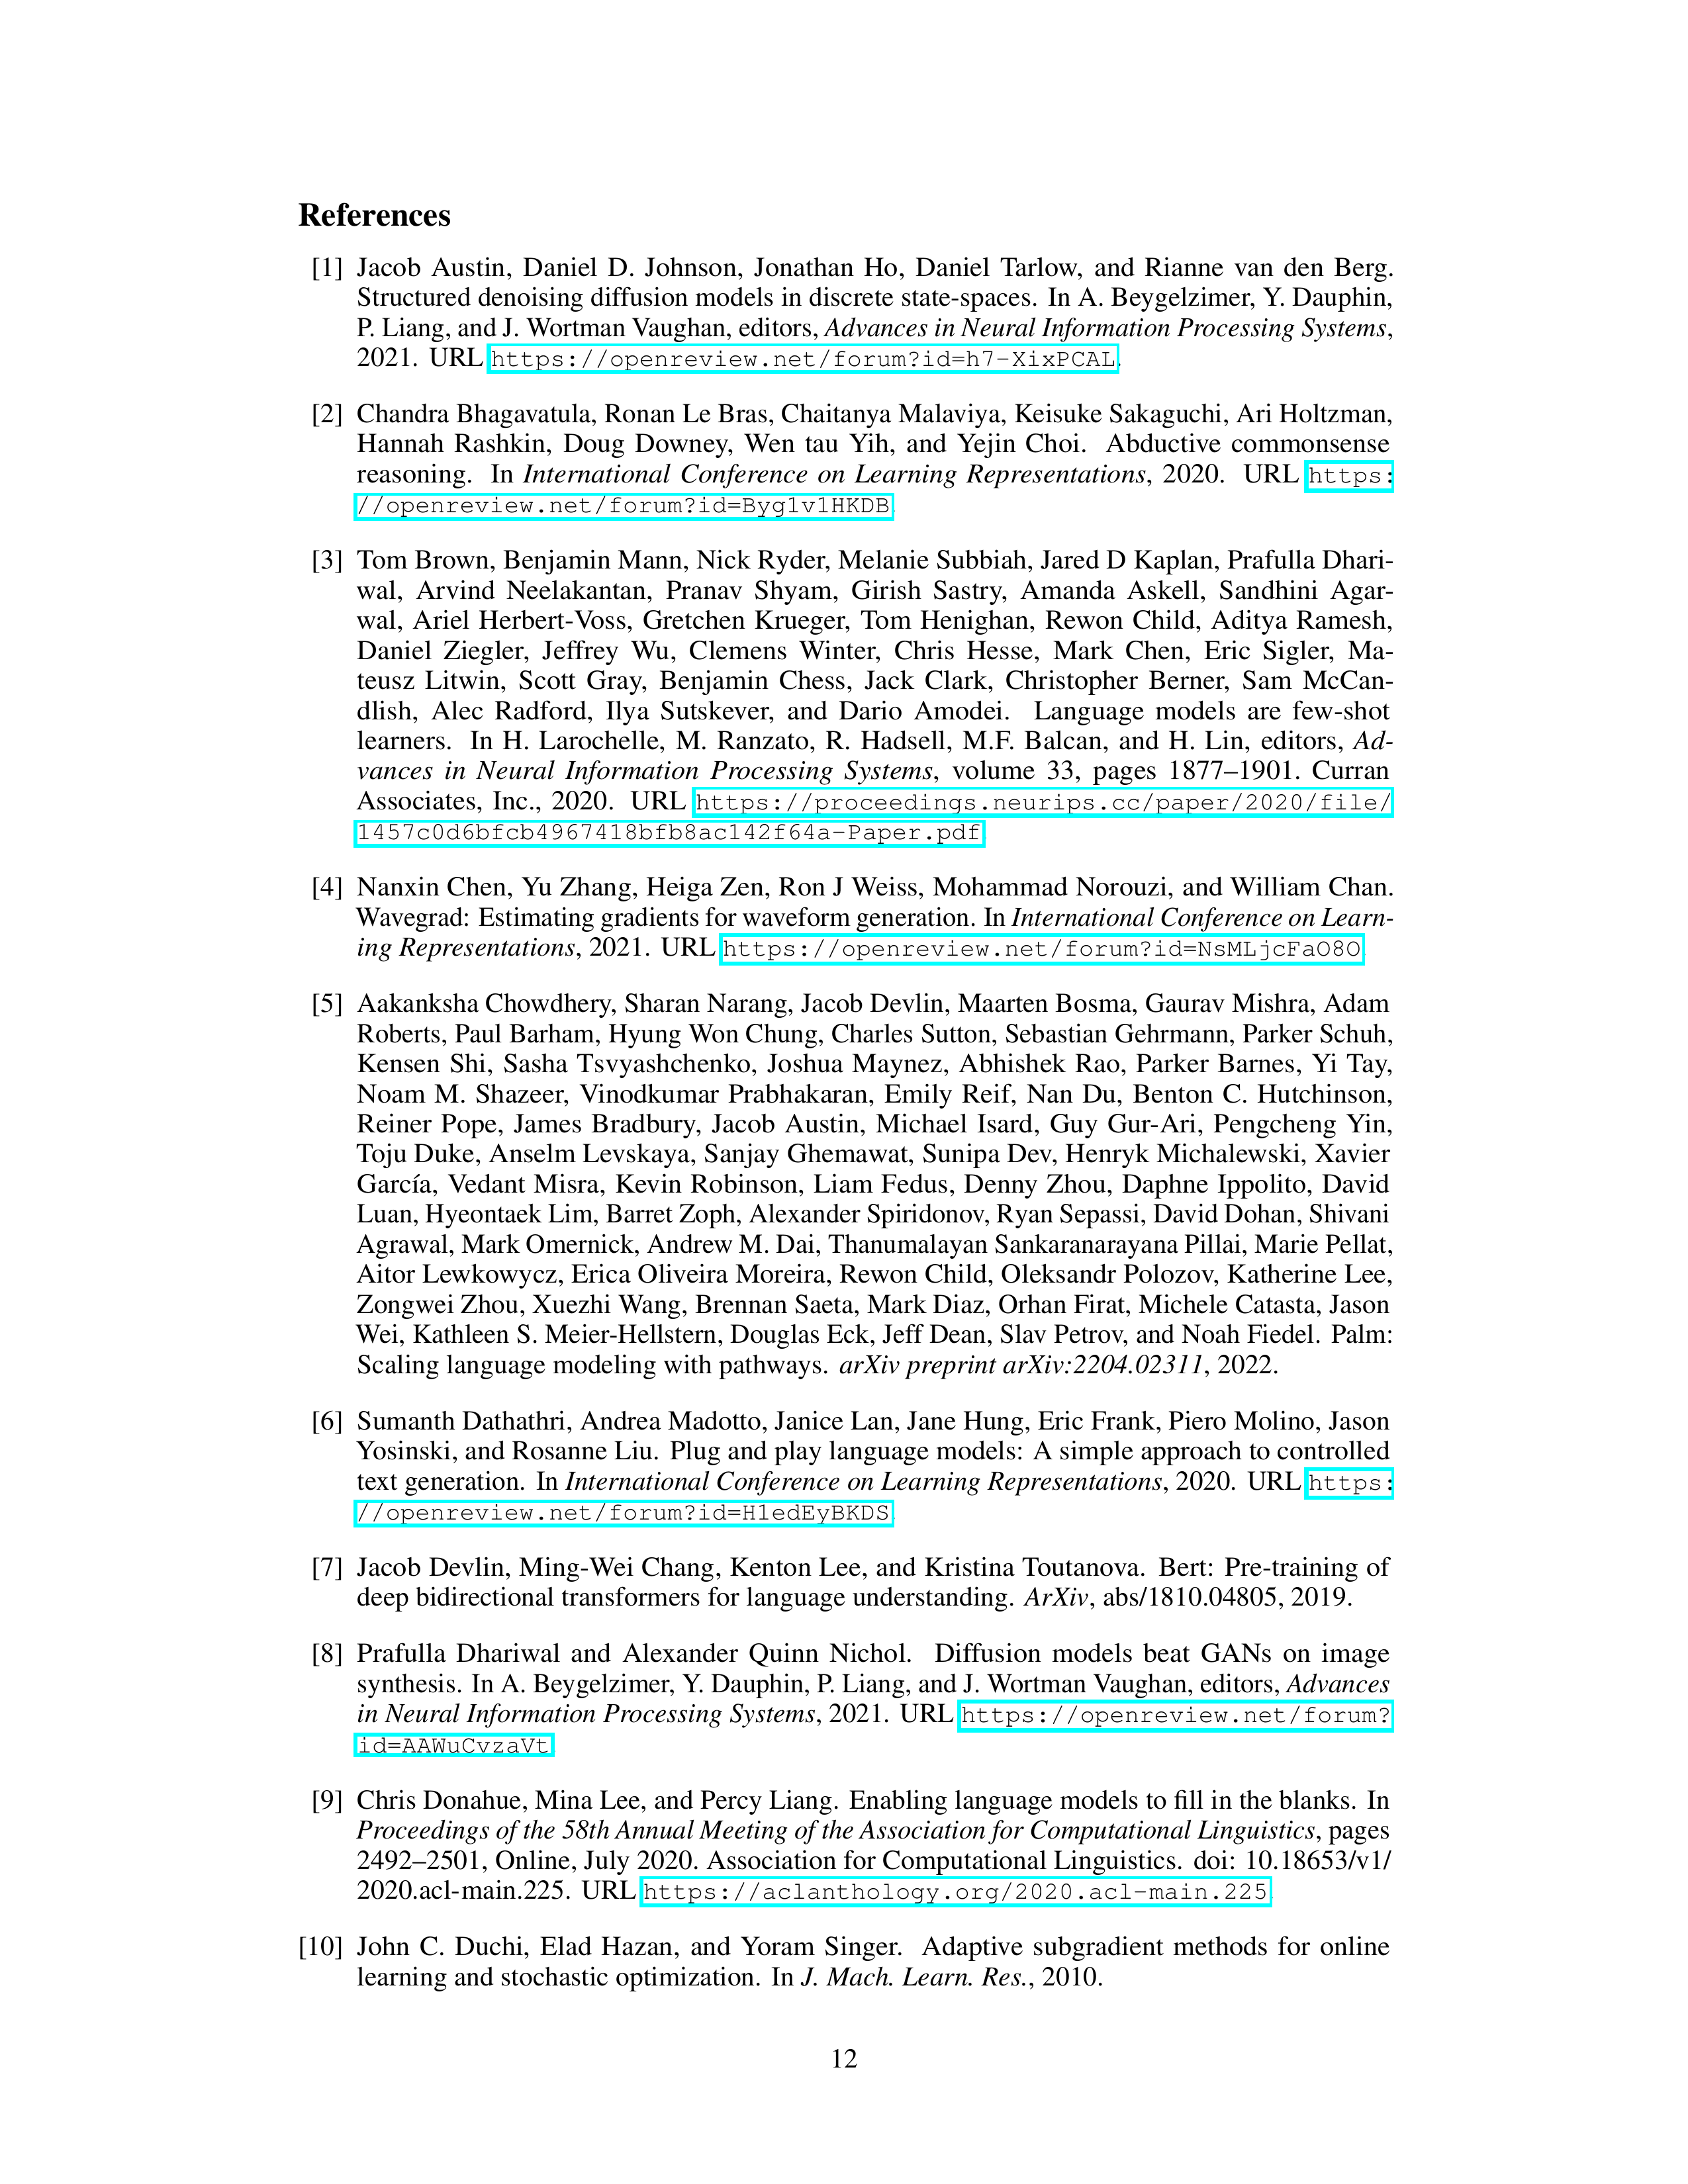 References
[1] Jacob Austin, Daniel D. Johnson, Jonathan Ho, Daniel Tarlow, and Rianne van den Berg.
Structured denoising diffusion models in discrete state-spaces. In A. Beygelzimer, Y. Dauphin,
P. Liang, and J. Wortman Vaughan, editors, Advances in Neural Information Processing Systems,
2021. URL https://openreview.net/forum?id=h7-XixPCAL.
[2] Chandra Bhagavatula, Ronan Le Bras, Chaitanya Malaviya, Keisuke Sakaguchi, Ari Holtzman,
Hannah Rashkin, Doug Downey, Wen tau Yih, and Yejin Choi. Abductive commonsense
reasoning. In International Conference on Learning Representations, 2020. URL https:
//openreview.net/forum?id=Byg1v1HKDB
[3] Tom Brown, Benjamin Mann, Nick Ryder, Melanie Subbiah, Jared D Kaplan, Prafulla Dhari-
wal, Arvind Neelakantan, Pranav Shyam, Girish Sastry, Amanda Askell, Sandhini Agar-
wal, Ariel Herbert-Voss, Gretchen Krueger, Tom Henighan, Rewon Child, Aditya Ramesh,
Daniel Ziegler, Jeffrey Wu, Clemens Winter, Chris Hesse, Mark Chen, Eric Sigler, Ma-
teusz Litwin, Scott Gray, Benjamin Chess, Jack Clark, Christopher Berner, Sam McCan-
dlish, Alec Radford, Ilya Sutskever, and Dario Amodei. Language models are few-shot
learners. In H. Larochelle, M. Ranzato, R. Hadsell, M.F. Balcan, and H. Lin, editors, Ad-
vances in Neural Information Processing Systems, volume 33, pages 1877–1901. Curran
Associates, Inc., 2020. URL https://proceedings.neurips.cc/paper/2020/file/
1457c0d6bfcb4967418bfb8ac142f64a-Paper.pdf
[4] Nanxin Chen, Yu Zhang, Heiga Zen, Ron J Weiss, Mohammad Norouzi, and William Chan.
Wavegrad: Estimating gradients for waveform generation. In International Conference on Learn-
ing Representations, 2021. URL https://openreview.net/forum?id=NsMLjcFaO8O
[5] Aakanksha Chowdhery, Sharan Narang, Jacob Devlin, Maarten Bosma, Gaurav Mishra, Adam
Roberts, Paul Barham, Hyung Won Chung, Charles Sutton, Sebastian Gehrmann, Parker Schuh,
Kensen Shi, Sasha Tsvyashchenko, Joshua Maynez, Abhishek Rao, Parker Barnes, Yi Tay,
Noam M. Shazeer, Vinodkumar Prabhakaran, Emily Reif, Nan Du, Benton C. Hutchinson,
Reiner Pope, James Bradbury, Jacob Austin, Michael Isard, Guy Gur-Ari, Pengcheng Yin,
Toju Duke, Anselm Levskaya, Sanjay Ghemawat, Sunipa Dev, Henryk Michalewski, Xavier
García, Vedant Misra, Kevin Robinson, Liam Fedus, Denny Zhou, Daphne Ippolito, David
Luan, Hyeontaek Lim, Barret Zoph, Alexander Spiridonov, Ryan Sepassi, David Dohan, Shivani
Agrawal, Mark Omernick, Andrew M. Dai, Thanumalayan Sankaranarayana Pillai, Marie Pellat,
Aitor Lewkowycz, Erica Oliveira Moreira, Rewon Child, Oleksandr Polozov, Katherine Lee,
Zongwei Zhou, Xuezhi Wang, Brennan Saeta, Mark Diaz, Orhan Firat, Michele Catasta, Jason
Wei, Kathleen S. Meier-Hellstern, Douglas Eck, Jeff Dean, Slav Petrov, and Noah Fiedel. Palm:
Scaling language modeling with pathways. arXiv preprint arXiv:2204.02311, 2022.
[6] Sumanth Dathathri, Andrea Madotto, Janice Lan, Jane Hung, Eric Frank, Piero Molino, Jason
Yosinski, and Rosanne Liu. Plug and play language models: A simple approach to controlled
text generation. In International Conference on Learning Representations, 2020. URL https:
//openreview.net/forum?id=H1edEyBKDS
[7] Jacob Devlin, Ming-Wei Chang, Kenton Lee, and Kristina Toutanova. Bert: Pre-training of
deep bidirectional transformers for language understanding. ArXiv, abs/1810.04805, 2019.
[8] Prafulla Dhariwal and Alexander Quinn Nichol. Diffusion models beat GANs on image
synthesis. In A. Beygelzimer, Y. Dauphin, P. Liang, and J. Wortman Vaughan, editors, Advances
in Neural Information Processing Systems, 2021. URL https://openreview.net/forum?
id=AAWuCvzaVt
[9] Chris Donahue, Mina Lee, and Percy Liang. Enabling language models to fill in the blanks. In
Proceedings of the 58th Annual Meeting of the Association for Computational Linguistics, pages
2492–2501, Online, July 2020. Association for Computational Linguistics. doi: 10.18653/v1/
2020.acl-main.225. URL https://aclanthology.org/2020.acl-main.225
[10] John C. Duchi, Elad Hazan, and Yoram Singer. Adaptive subgradient methods for online
learning and stochastic optimization. In J. Mach. Learn. Res., 2010.
12